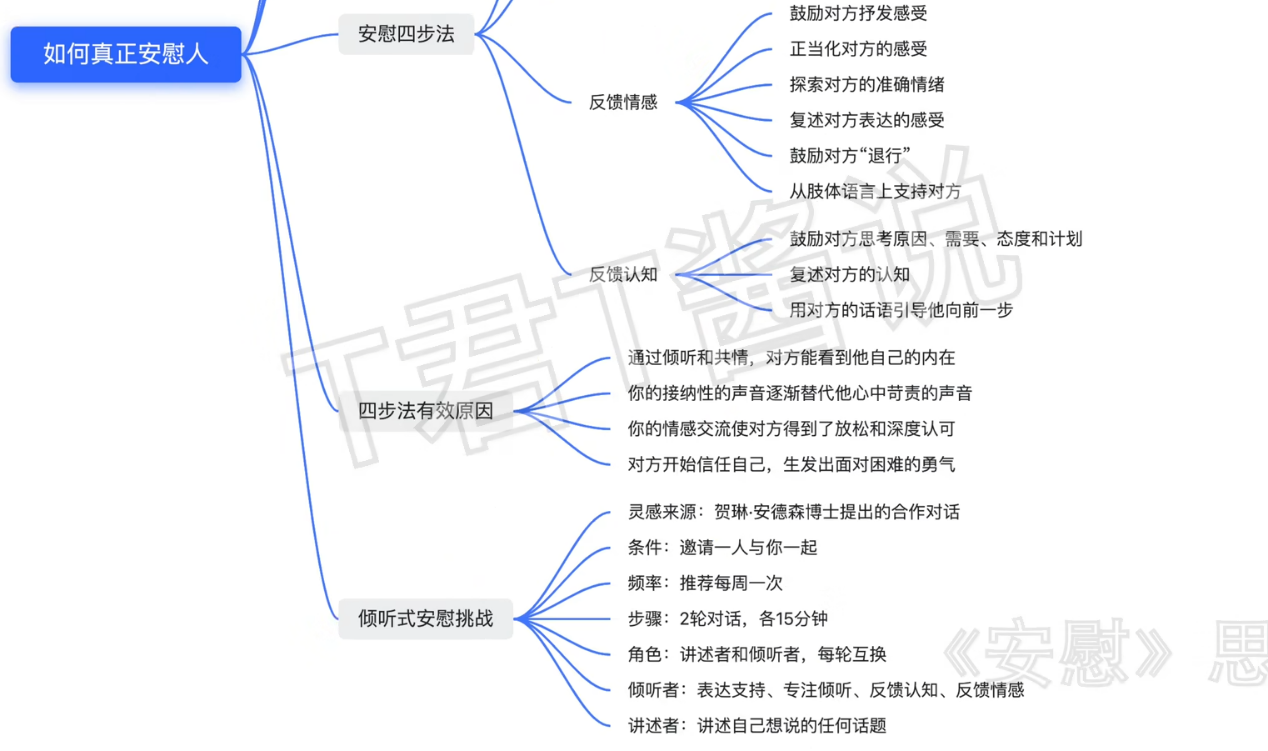 如何真正安慰人
安慰四步法
反馈情感
鼓励对方抒发感受
正当化对方的感受
探索对方的准确情绪
复述对方表达的感受
鼓励对方“退行”
从肢体语言上支持对方
反馈认知
鼓励对方思考原因、需要、态度和计划
复述对方的认知
用对方的话语引导他向前一步
四步法有效原因
通过倾听和共情，对方能看到他自己的内在
你的接纳性的声音逐渐替代他心中苛责的声音
你的情感交流使对方得到了放松和深度认可
对方开始信任自己，生发出面对困难的勇气
倾听式安慰挑战
灵感来源：贺琳·安德森博士提出的合作对话
条件：邀请一人与你一起
频率：推荐每周一次
步骤：2轮对话，各15分钟
角色：讲述者和倾听者，每轮互换
倾听者：表达支持、专注倾听、反馈认知、反馈情感
讲述者：讲述自己想说的任何话题
T君T酱说
《安慰》思